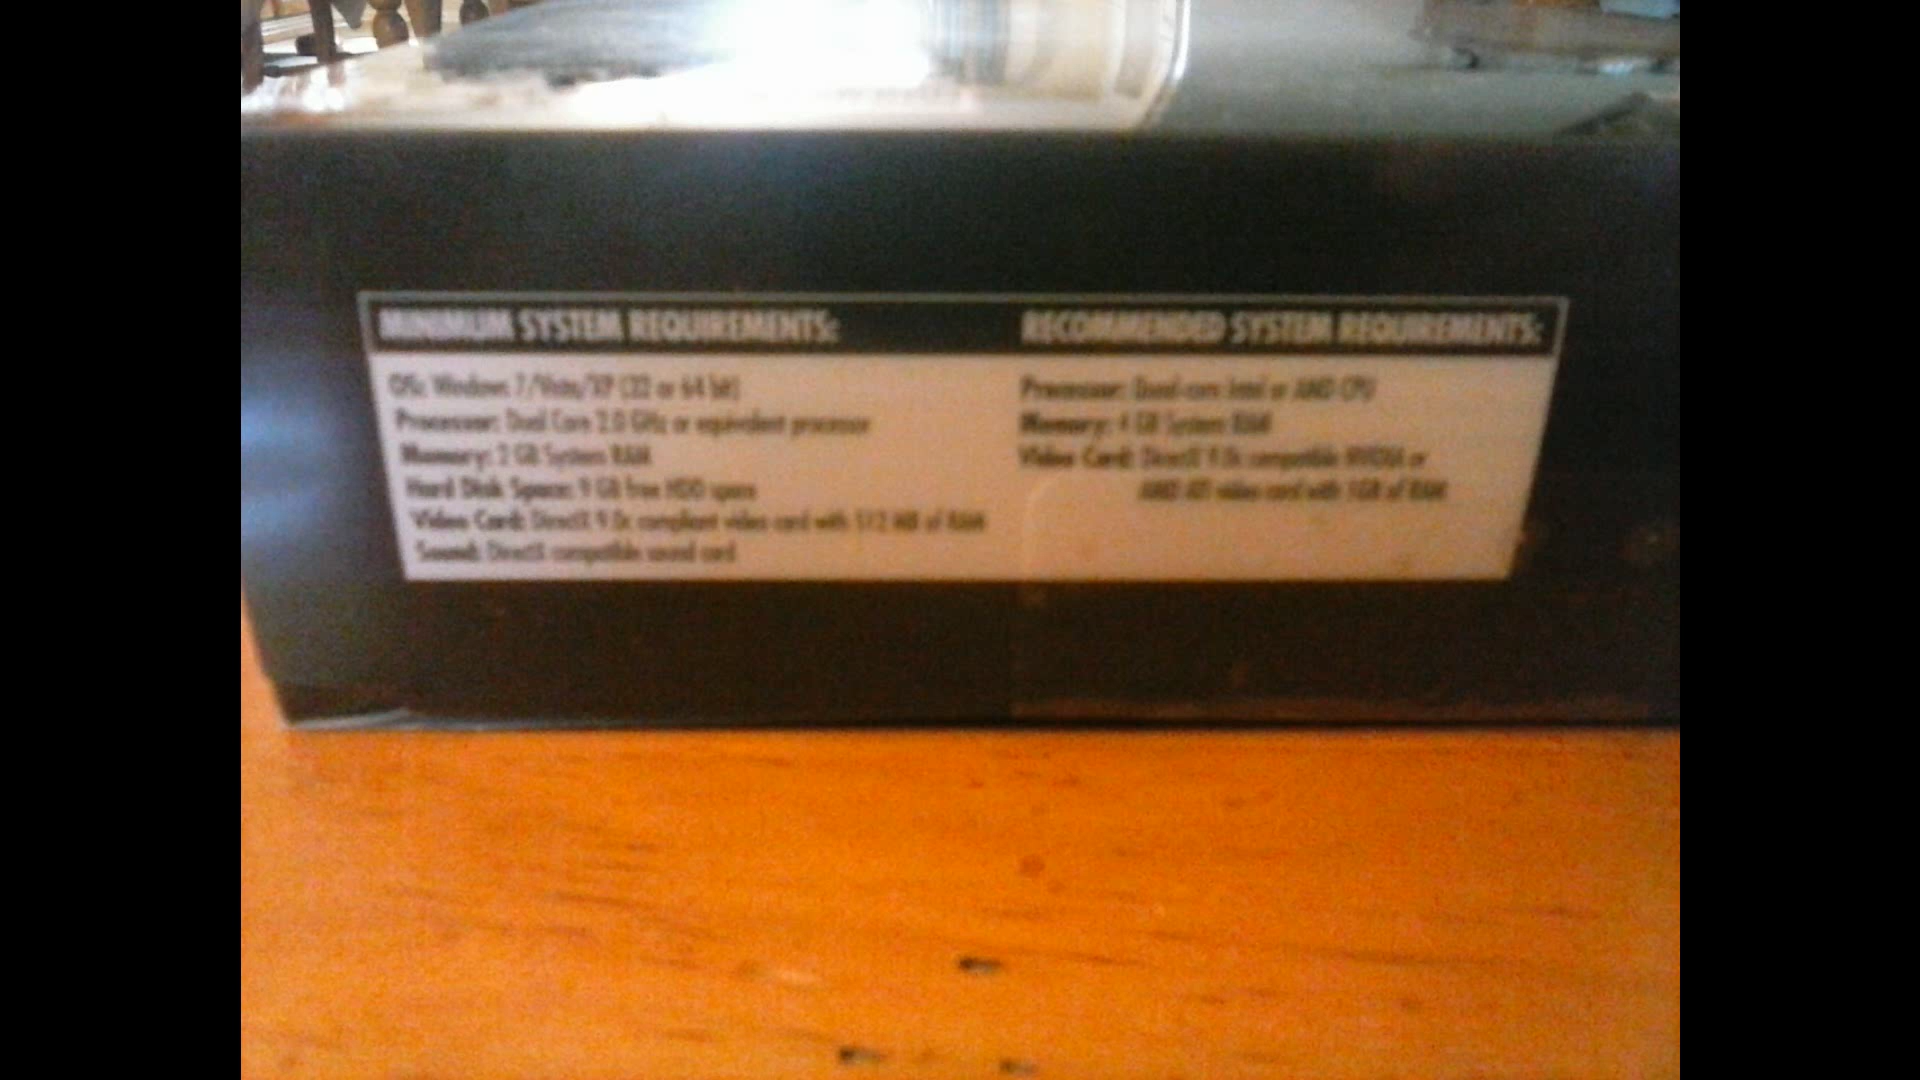 MINIMUM SYSTEM REQUIREMENTS:
OS: Windows 7/Vista/XP (32 or 64 bit)
Processor: Dual Core 2.0 GHz or equivalent processor
Memory: 2 GB System RAM
Hard Disk Space: 9 GB free HDD space
Video Card: DirectX 9.0c compliant video card with 512 MB of RAM
Sound: DirectX compatible sound card
RECOMMENDED SYSTEM REQUIREMENTS:
Processor: Quad-core Intel or AMD CPU
Memory: 4 GB System RAM
Video Card: DirectX 9.0c compatible NVIDIA or
AMD ATI video card with 1GB of RAM